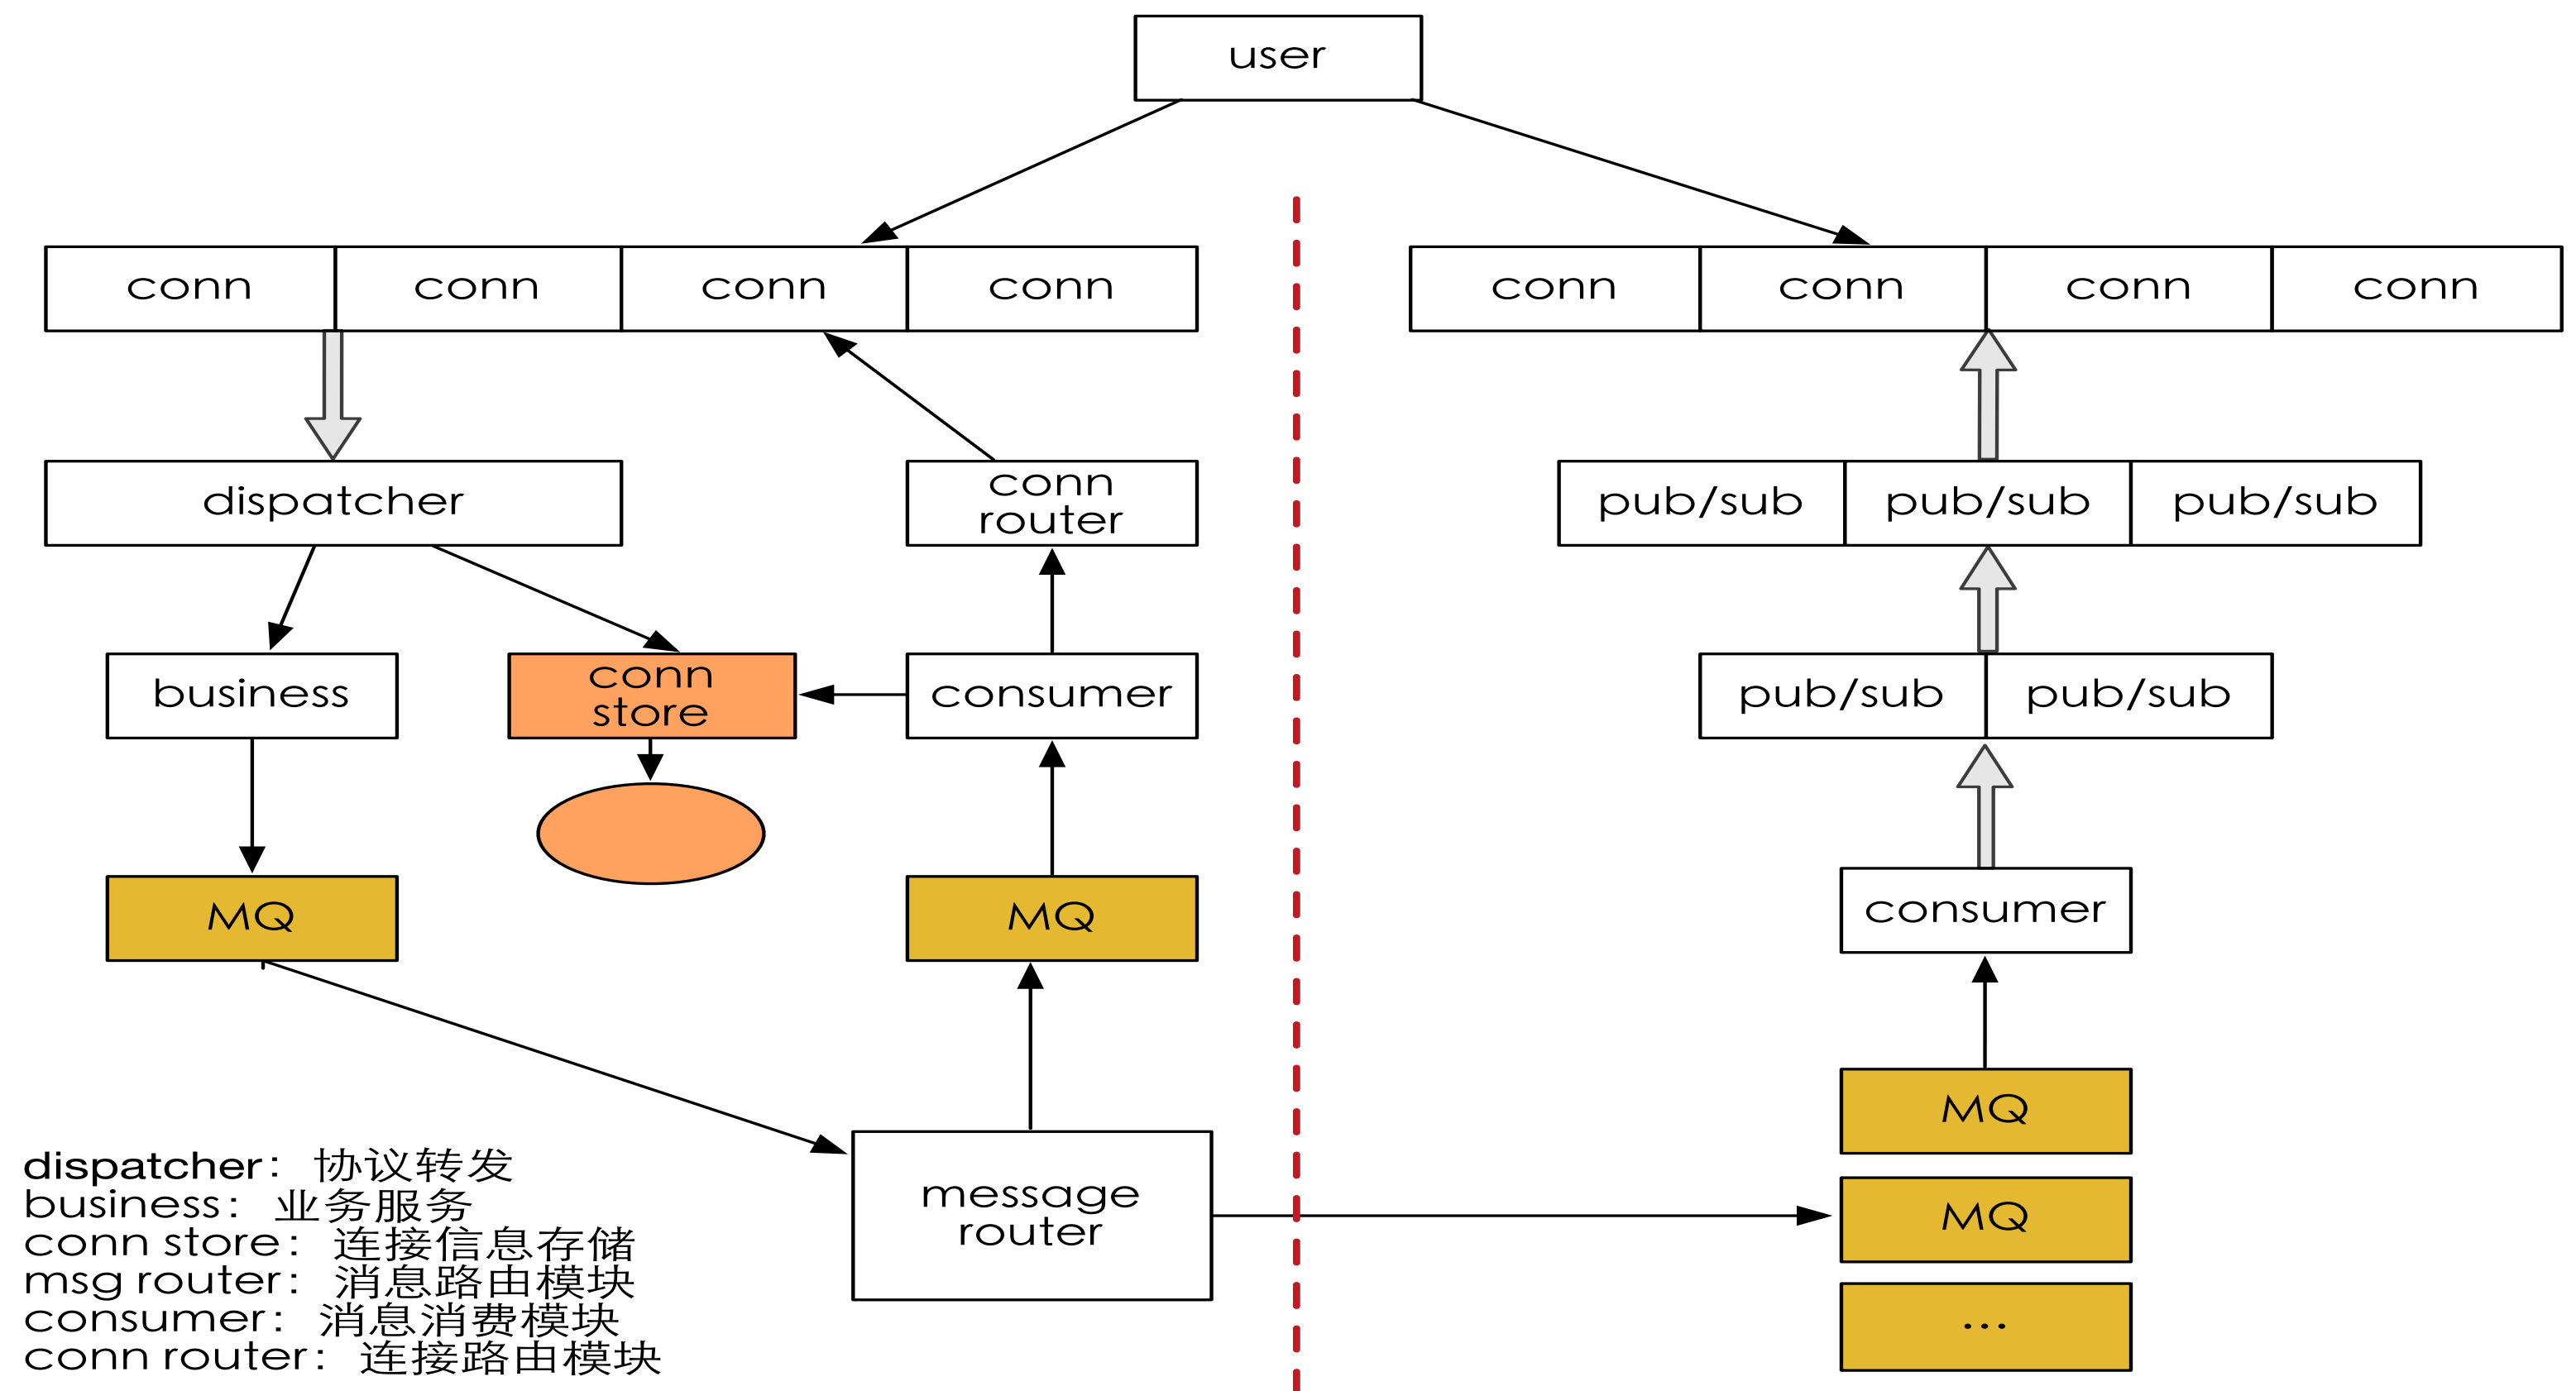 user
conn
conn
conn
conn
conn
conn
conn
conn
dispatcher
conn
router
pub/sub
pub/sub
pub/sub
business
conn
store
consumer
pub/sub
pub/sub
MQ
MQ
consumer
MQ
message
router
MQ
...
dispatcher：协议转发
business：业务服务
conn store：连接信息存储
msg router：消息路由模块
consumer：消息消费模块
conn router：连接路由模块